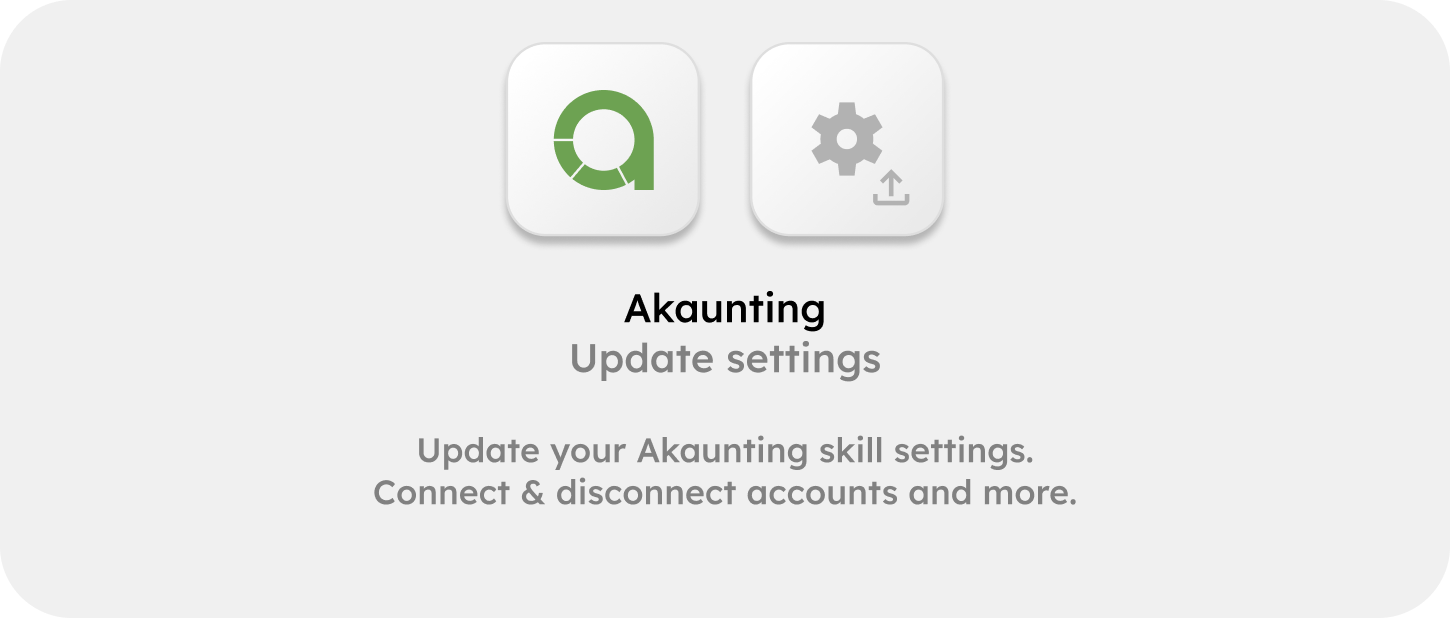 Akaunting
Update settings
Update your Akaunting skill settings.
Connect & disconnect accounts and more.